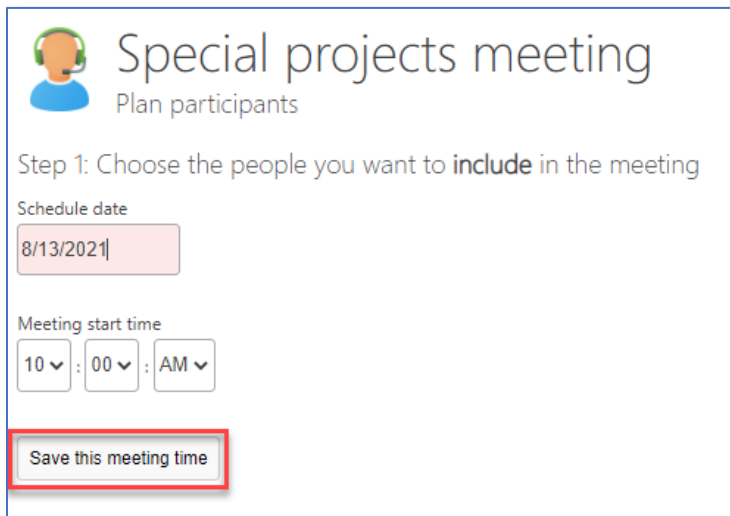 Special projects meeting
Plan participants
Step 1: Choose the people you want to include in the meeting
Schedule date
8/13/2021
Meeting start time
10 : 00 : AM
Save this meeting time